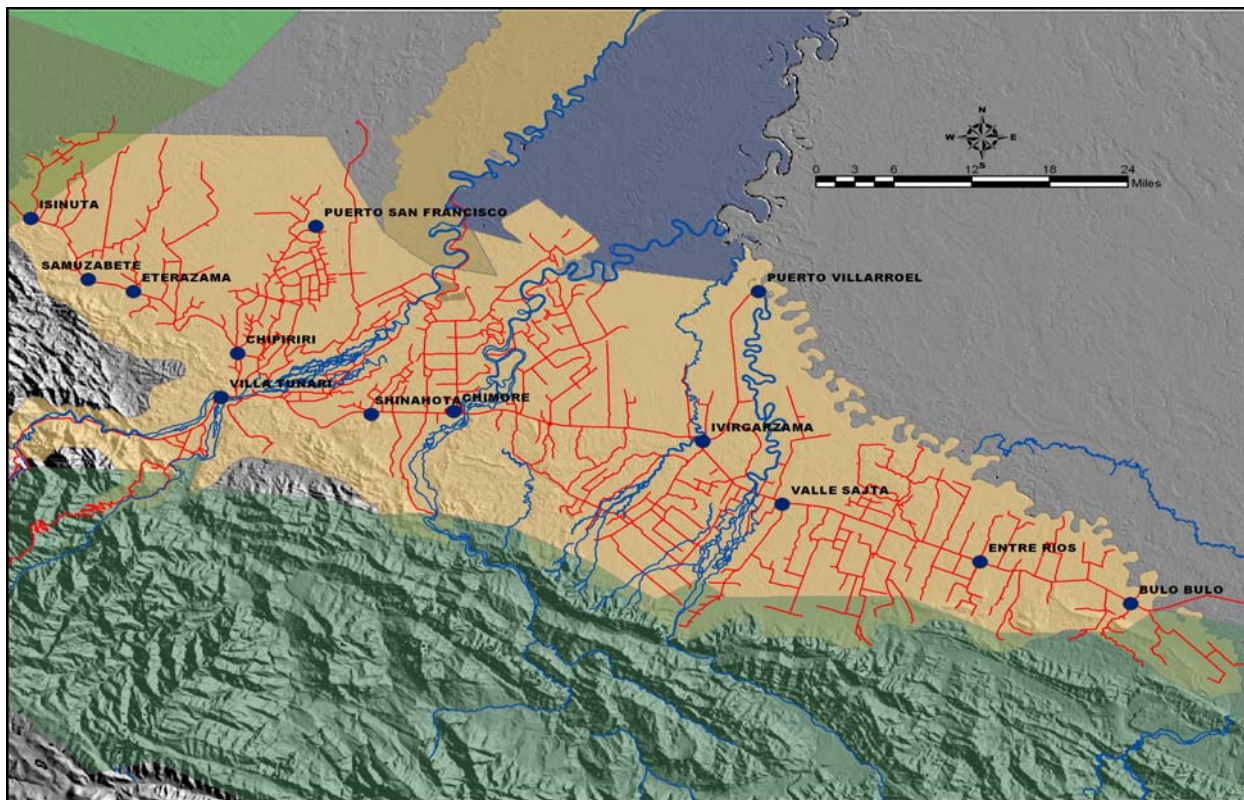 N
W E
S
0 6 12 18 24
Miles
ISINUTA
PUERTO SAN FRANCISCO
SAMUZABETE
ETERAZAMA
PUERTO VILLARROEL
CHIPIRIRI
VILLA TUNARI
SHINAHOTA
CHIMORE
IVIRGARZAMA
VALLE SAJTA
ENTRE RIOS
BULO BULO